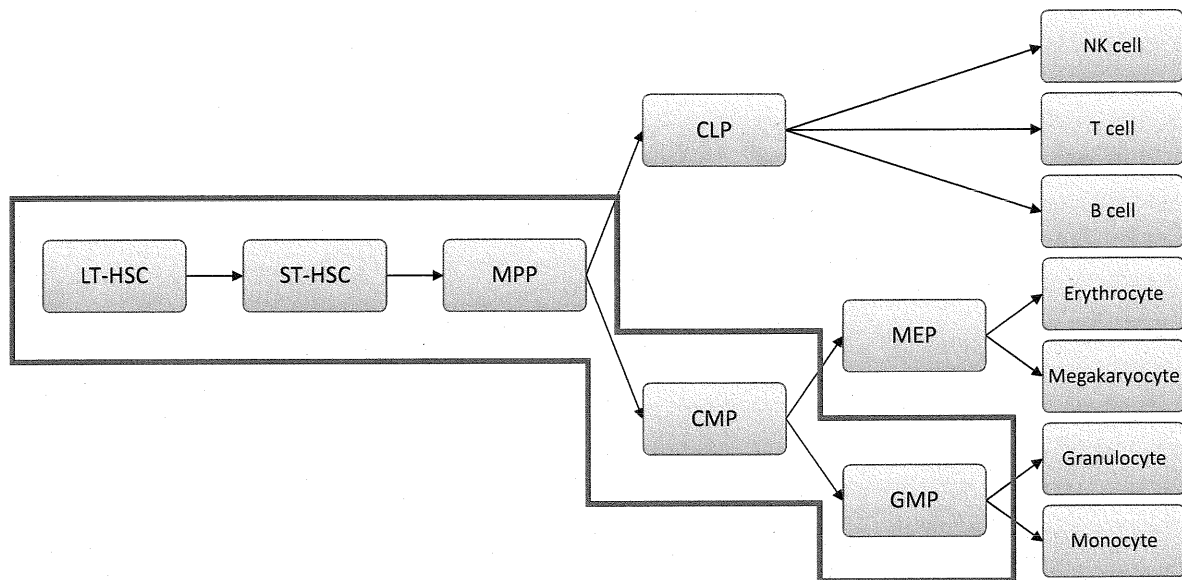 NK cell
CLP
T cell
B cell
LT-HSC
ST-HSC
MPP
Erythrocyte
MEP
Megakaryocyte
CMP
Granulocyte
GMP
Monocyte